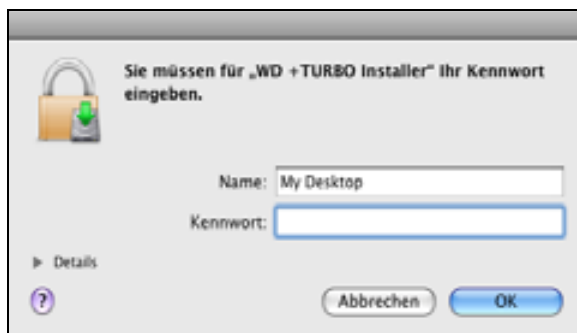 Sie müssen für „WD +TURBO Installer“ Ihr Kennwort
eingeben.
Name: My Desktop
Kennwort:
Details
?
Abbrechen OK